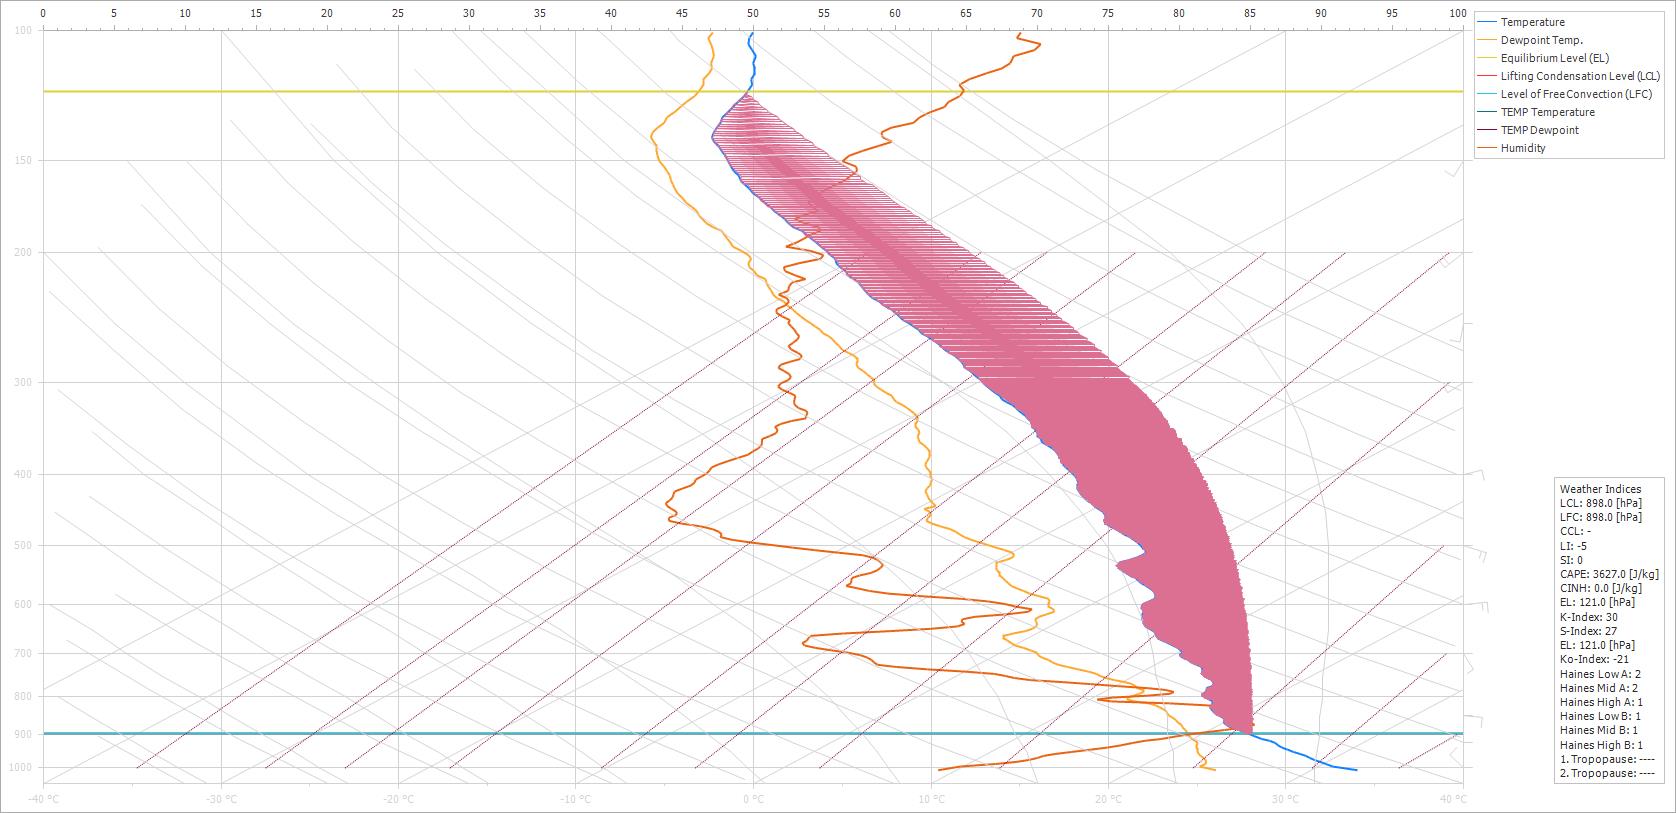 0 5 10 15 20 25 30 35 40 45 50 55 60 65 70 75 80 85 90 95 100
Temperature
Dewpoint Temp.
Equilibrium Level (EL)
Lifting Condensation Level (LCL)
Level of Free Convection (LFC)
TEMP Temperature
TEMP Dewpoint
Humidity
100
150
200
300
400
500
600
700
800
900
1000
-40 °C -30 °C -20 °C -10 °C 0 °C 10 °C 20 °C 30 °C 40 °C
Weather Indices
LCL: 898.0 [hPa]
LFC: 898.0 [hPa]
CCL: -
LI: -5
SI: 0
CAPE: 3627.0 [J/kg]
CINH: 0.0 [J/kg]
EL: 121.0 [hPa]
K-Index: 30
S-Index: 27
EL: 121.0 [hPa]
Ko-Index: -21
Haines Low A: 2
Haines Mid A: 2
Haines High A: 1
Haines Low B: 1
Haines Mid B: 1
Haines High B: 1
1. Tropopause: ----
2. Tropopause: ----